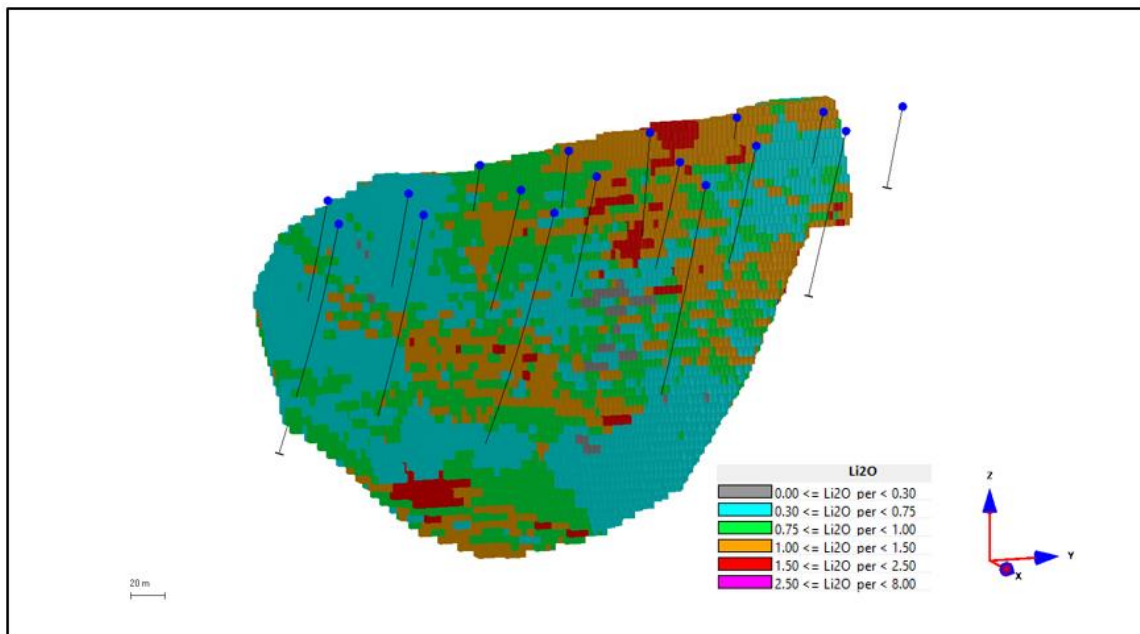 Li2O
0.00 <= Li2O per < 0.30
0.30 <= Li2O per < 0.75
0.75 <= Li2O per < 1.00
1.00 <= Li2O per < 1.50
1.50 <= Li2O per < 2.50
2.50 <= Li2O per < 8.00
Z
Y
X
20 m